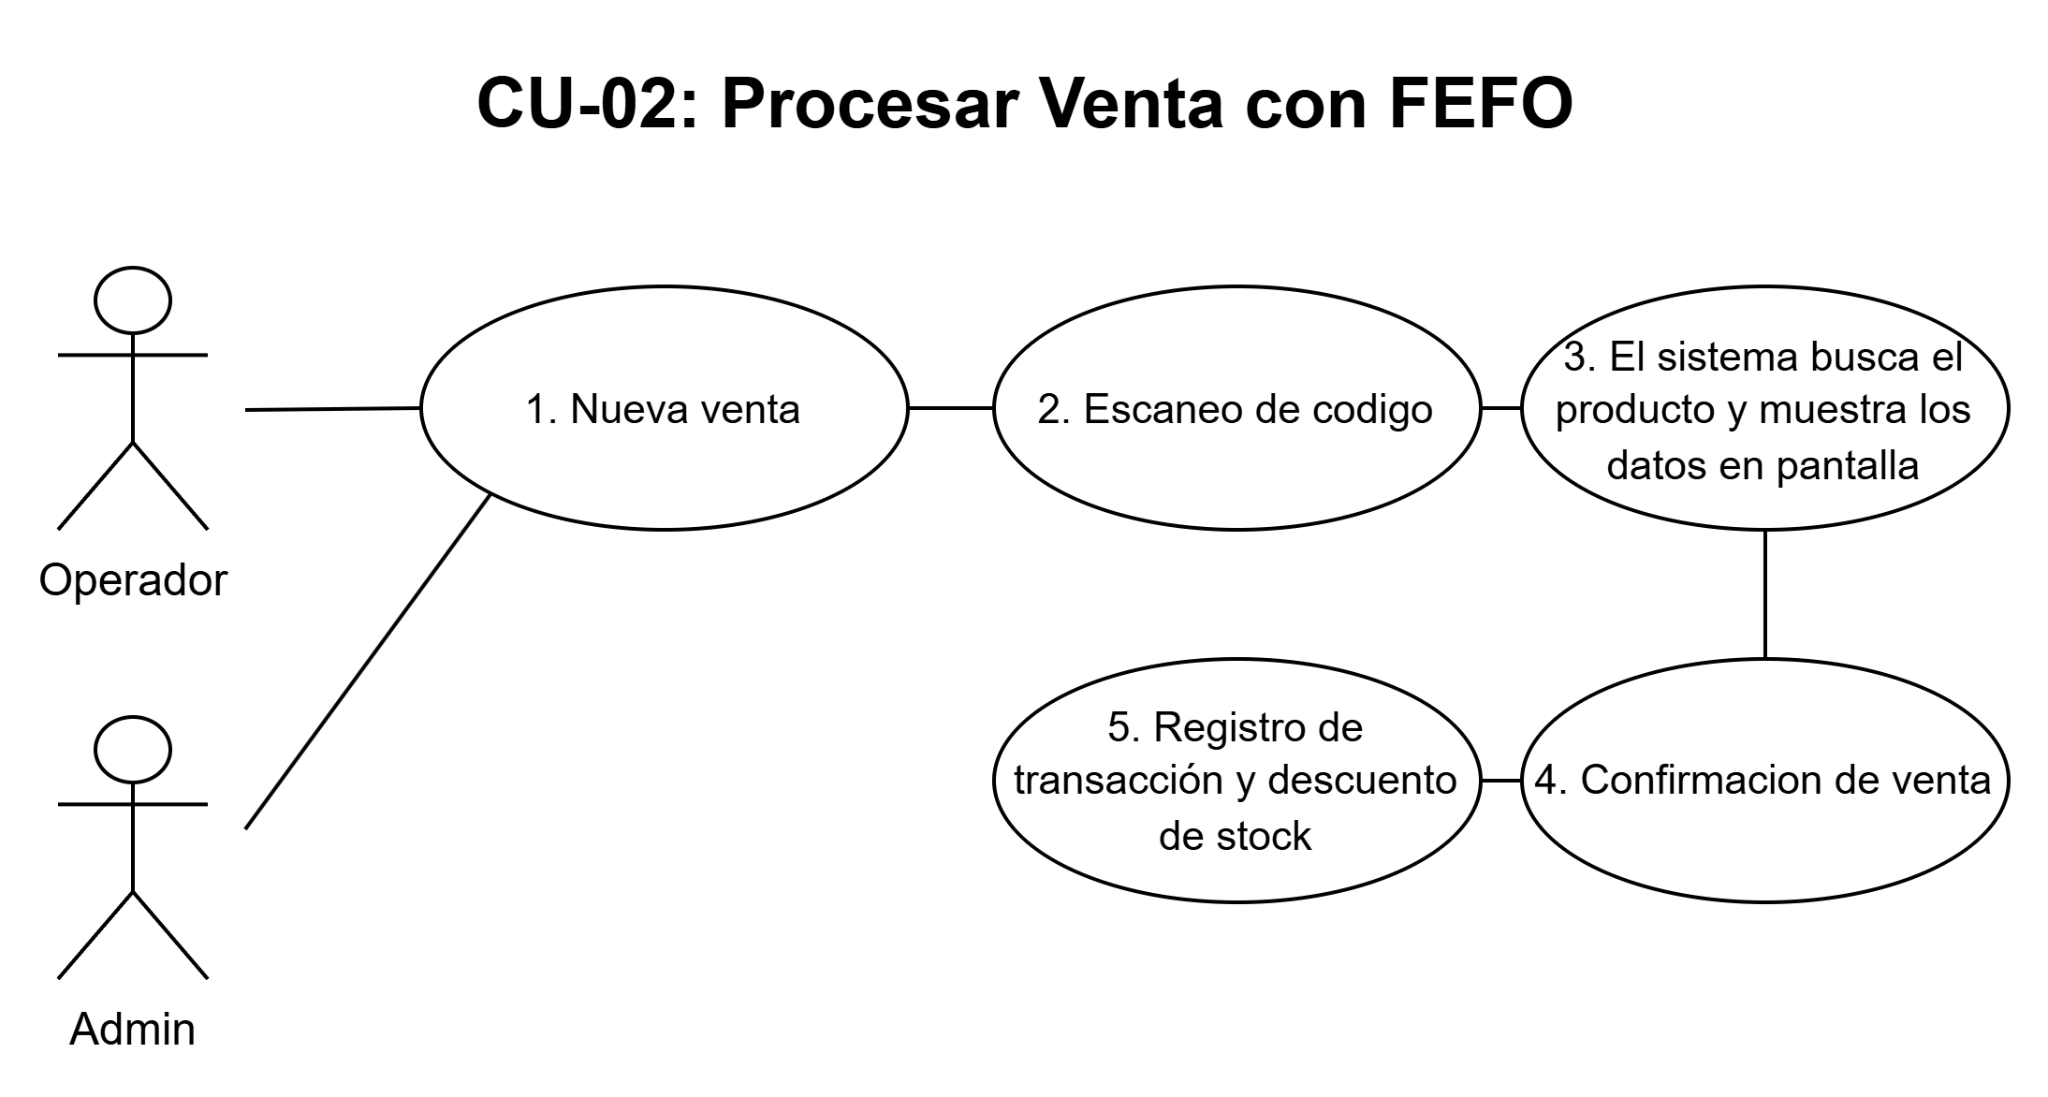 CU-02: Procesar Venta con FEFO
1. Nueva venta
2. Escaneo de codigo
3. El sistema busca el
producto y muestra los
datos en pantalla
Operador
5. Registro de
transacción y descuento
de stock
4. Confirmacion de venta
Admin